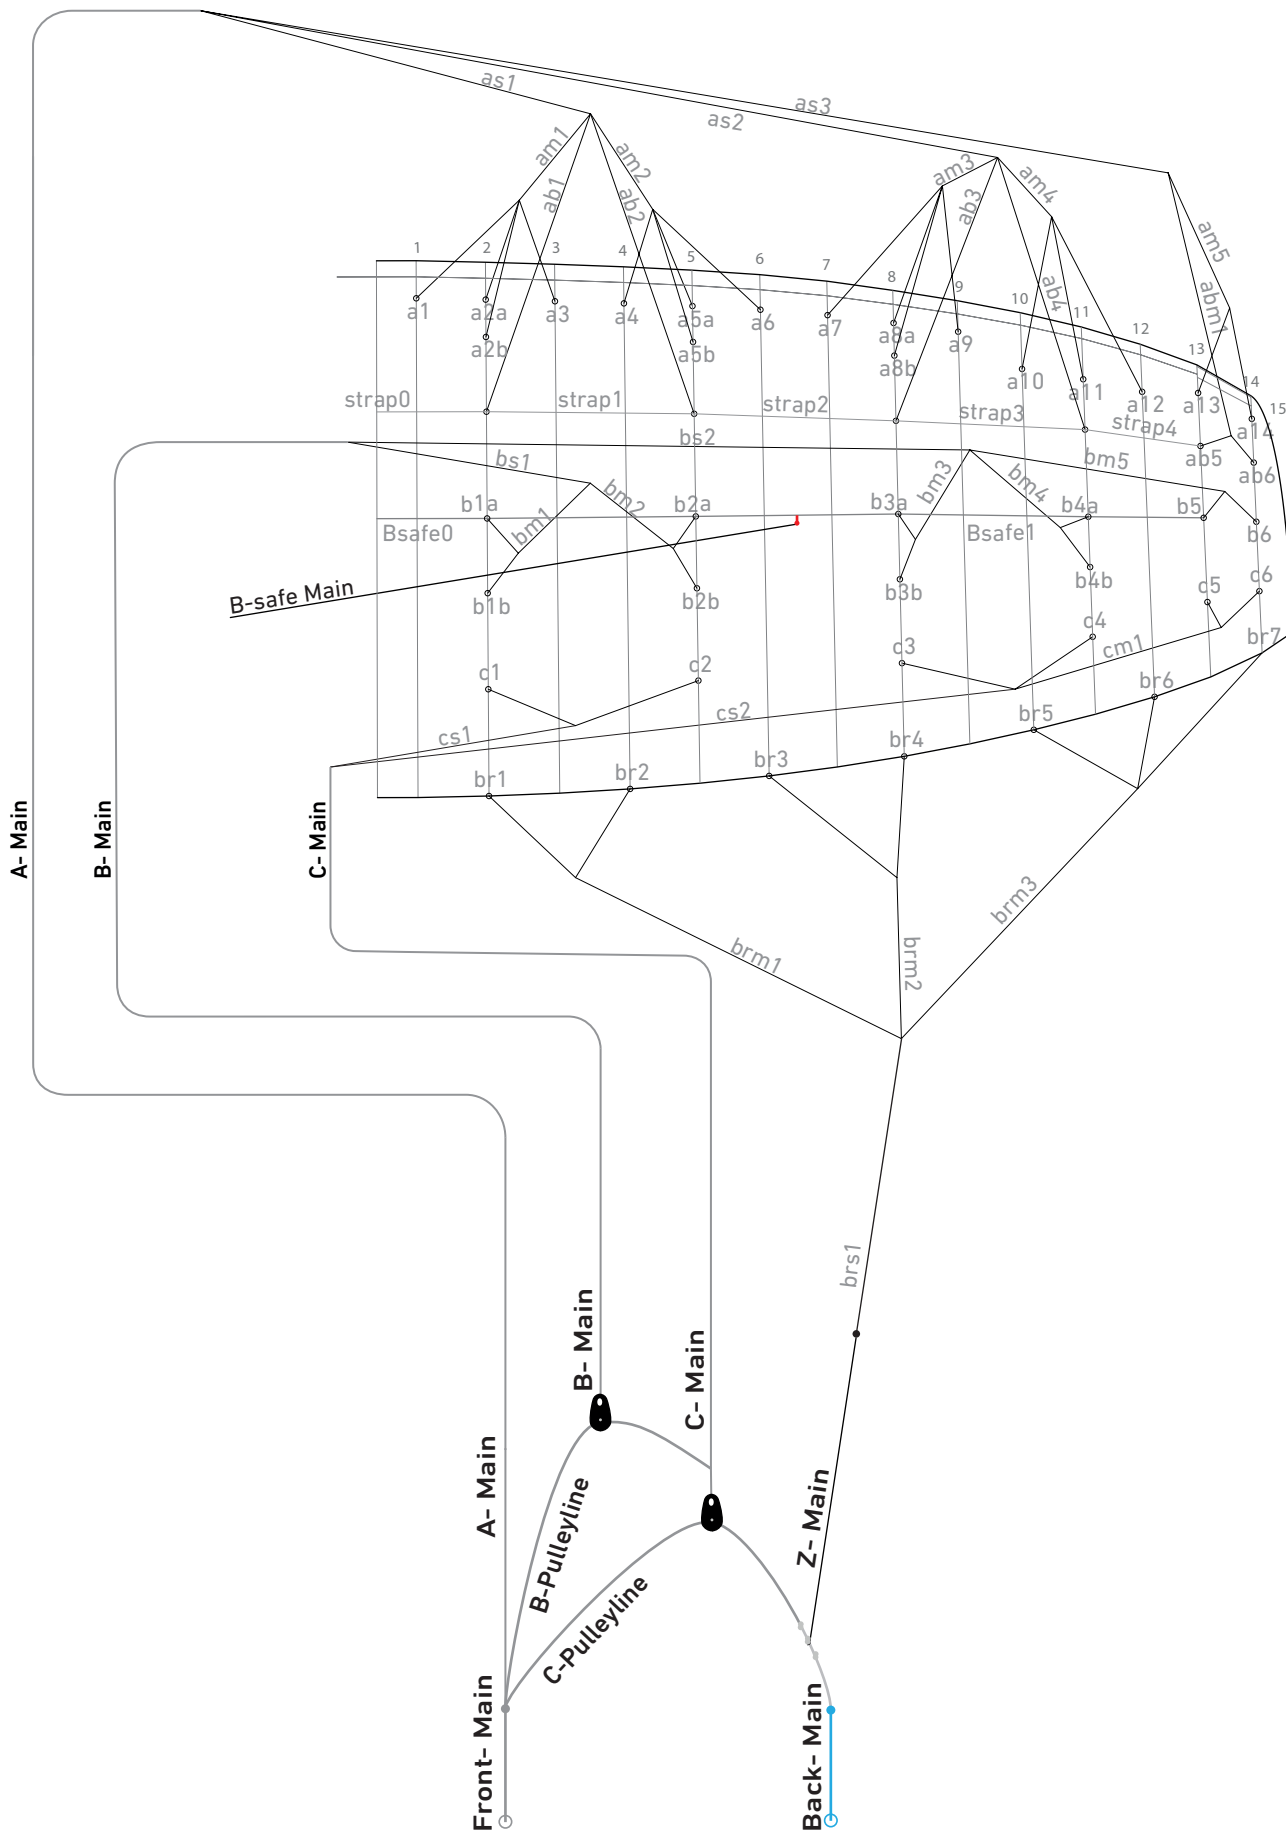 as1
as3
as2
am1
am2
am3
am4
ab1
ab2
ab3
am5
1
2
3
4
5
6
7
8
9
10
11
12
13
14
15
ab4
abm1
a1
a2a
a3
a4
a5a
a6
a7
a8a
a9
a2b
a5b
a8b
a10
a11
a12
a13
a14
strap0
strap1
strap2
strap3
strap4
bs2
ab5
ab6
bs1
bm2
bm3
bm4
bm5
b1a
bm1
b2a
b3a
b4a
b5
b6
Bsafe0
Bsafe1
B-safe Main
b1b
b2b
b3b
b4b
c5
c6
c1
c2
c3
c4
cm1
br7
cs1
cs2
br6
br5
br4
br3
br2
br1
A- Main
B- Main
C- Main
brm1
brm2
brm3
brs1
B- Main
C- Main
A- Main
Z- Main
B-Pulleyline
C-Pulleyline
Front- Main
Back- Main